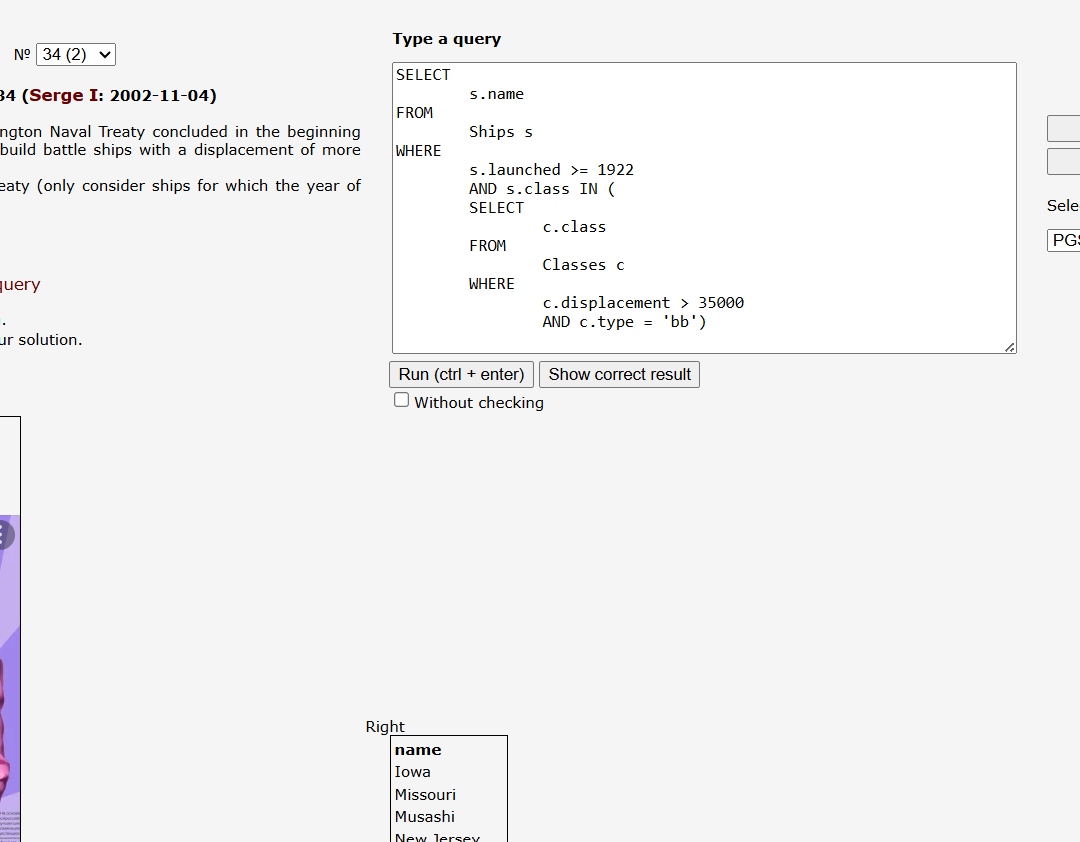 № 34 (2)
34 (Serge I: 2002-11-04)
ngton Naval Treaty concluded in the beginning
build battle ships with a displacement of more
eaty (only consider ships for which the year of
query
.
ur solution.
Type a query
SELECT
s.name
FROM
Ships s
WHERE
s.launched >= 1922
AND s.class IN (
SELECT
c.class
FROM
Classes c
WHERE
c.displacement > 35000
AND c.type = 'bb')
Run (ctrl + enter) Show correct result
Without checking
Sele
PGS
Right
name
Iowa
Missouri
Musashi
New Jersey